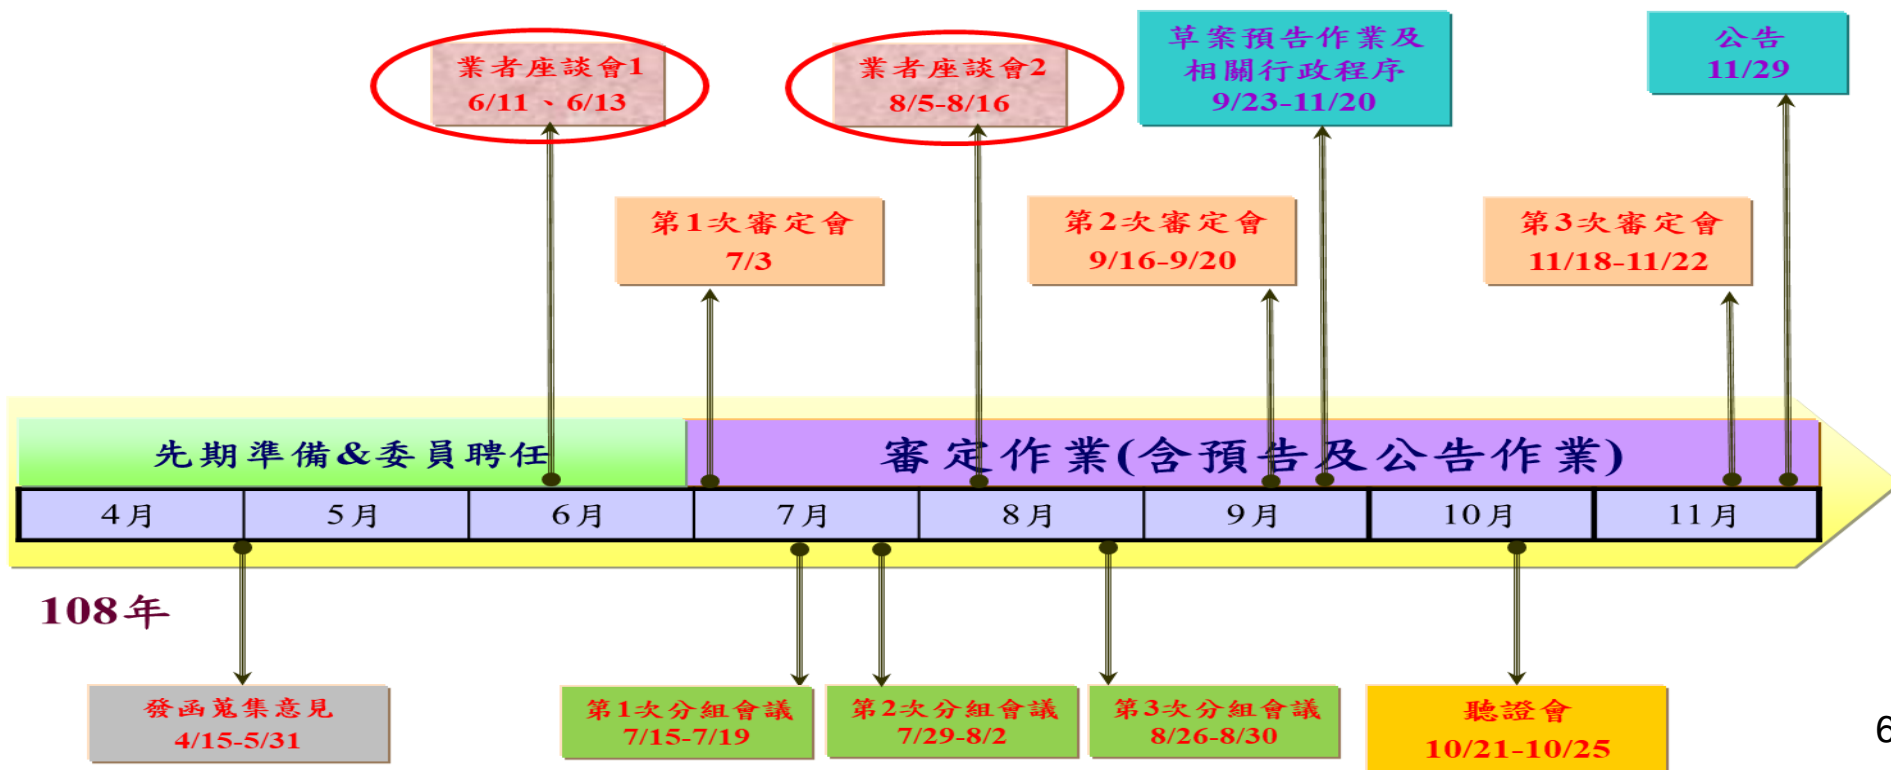 業者座談會1
6/11、6/13
業者座談會2
8/5-8/16
草案預告作業及
相關行政程序
9/23-11/20
公告
11/29
第1次審定會
7/3
第2次審定會
9/16-9/20
第3次審定會
11/18-11/22
先期準備&委員聘任
審定作業(含預告及公告作業)
4月
5月
6月
7月
8月
9月
10月
11月
108年
發函蒐集意見
4/15-5/31
第1次分組會議
7/15-7/19
第2次分組會議
7/29-8/2
第3次分組會議
8/26-8/30
聽證會
10/21-10/25
6